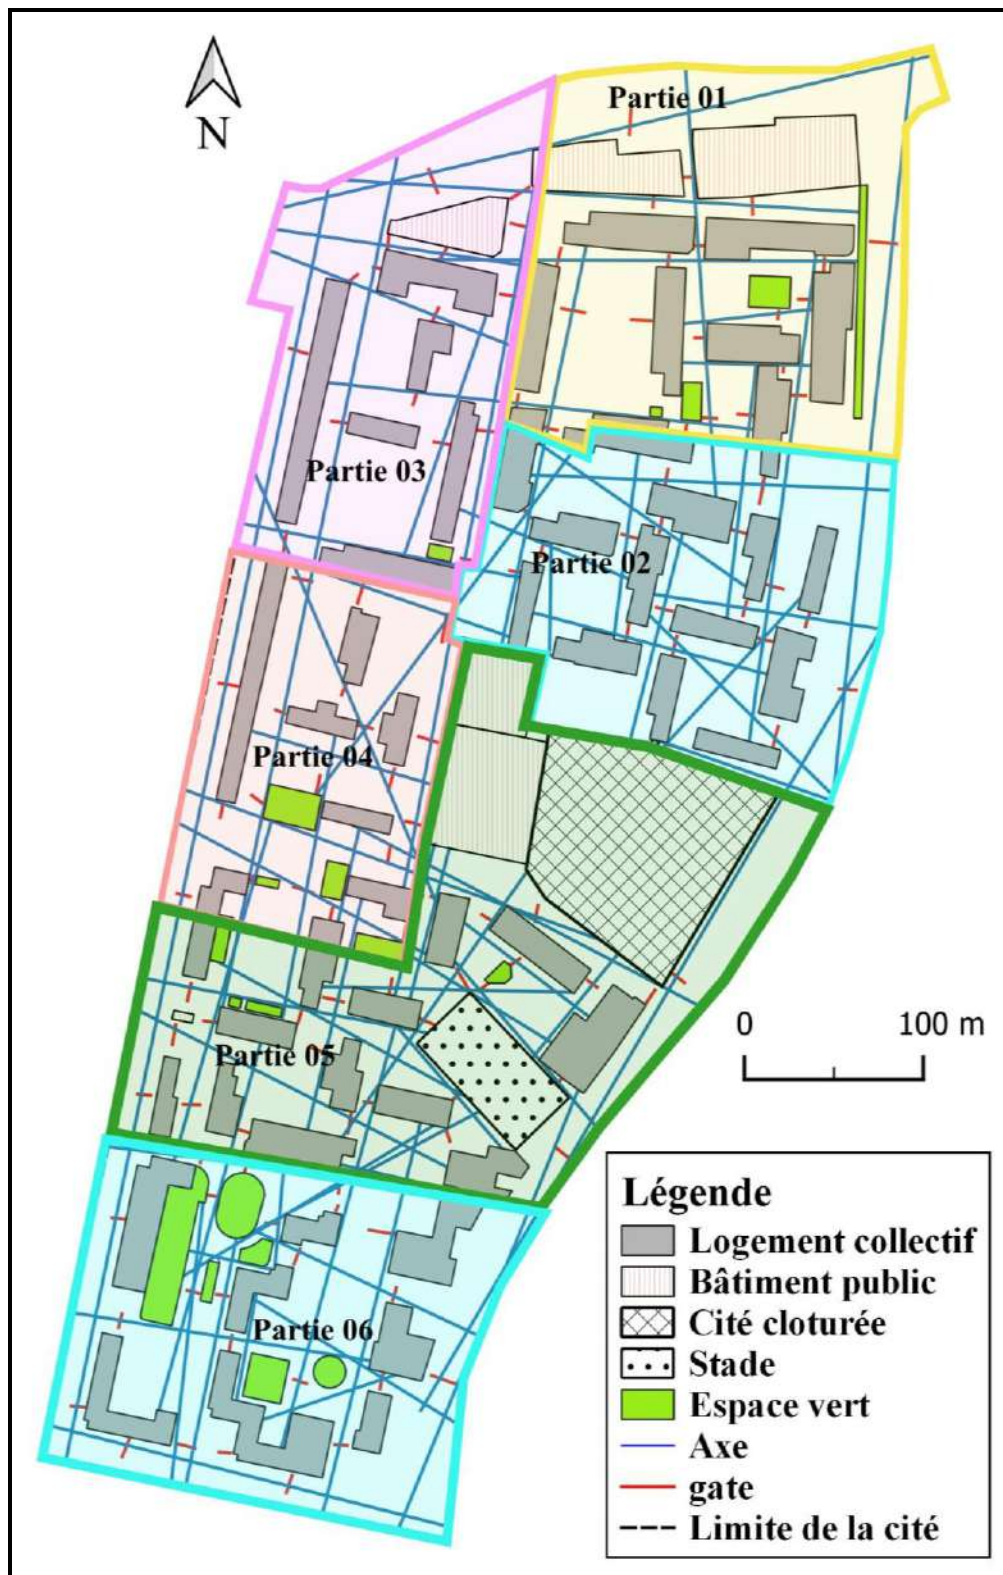 Partie 01
N
Partie 03
Partie 02
Partie 04
0 100 m
Partie 05
Légende
Logement collectif
Bâtiment public
Cité cloturée
Stade
Espace vert
Axe
gate
Limite de la cité
Partie 06